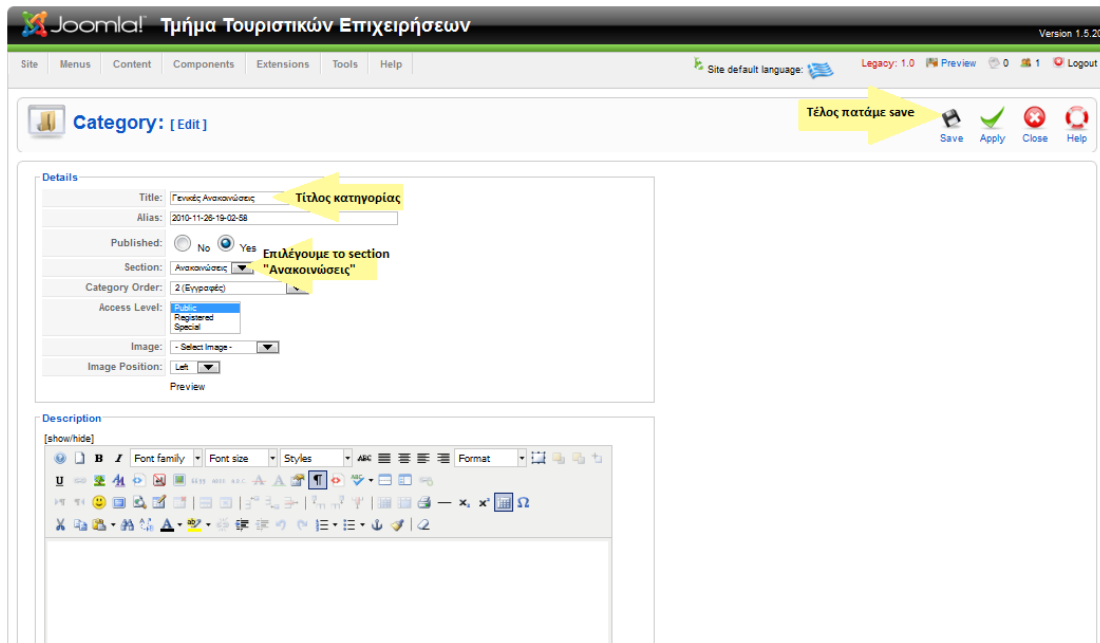 Joomla! Τμήμα Τουριστικών Επιχειρήσεων
Version 1.5.20
Site Menus Content Components Extensions Tools Help Site default language: Legacy: 1.0 Preview 0 1 Logout
Category: [ Edit ]
Τέλος πατάμε save
Save Apply Close Help
Details
Title: Γενικές Ανακοινώσεις Τίτλος κατηγορίας
Alias: 2010-11-26-19-02-58
Published: No Yes
Επιλέγουμε το section
Section: Ανακοινώσεις "Ανακοινώσεις"
Category Order: 2 (Εγγραφές)
Access Level: Public
Registered
Special
Image: - Select Image -
Image Position: Left
Preview
Description
[show/hide]
B I Font family Font size Styles ABC Format